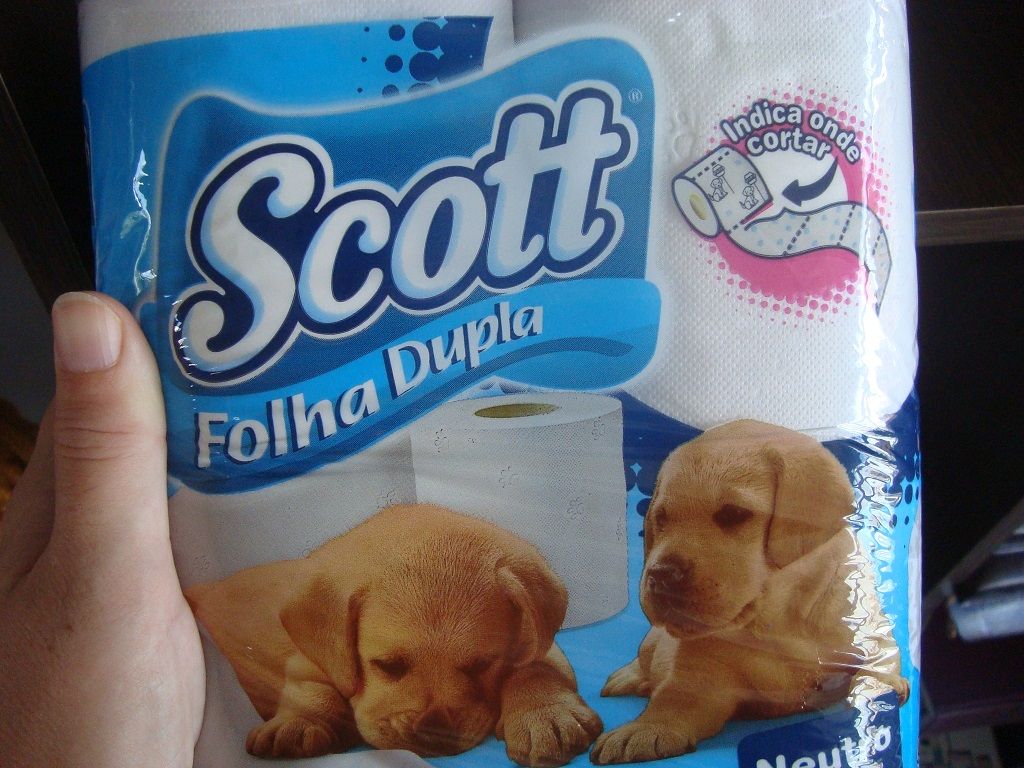 Scott®
Folha Dupla
Indica onde
cortar
Neutro